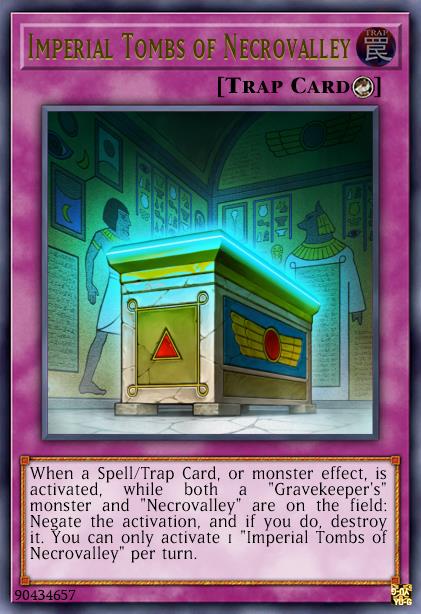 Imperial Tombs of Necrovalley
TRAP
罠
[Trap Card]
When a Spell/Trap Card, or monster effect, is
activated, while both a "Gravekeeper's"
monster and "Necrovalley" are on the field:
Negate the activation, and if you do, destroy
it. You can only activate 1 "Imperial Tombs of
Necrovalley" per turn.
90434657